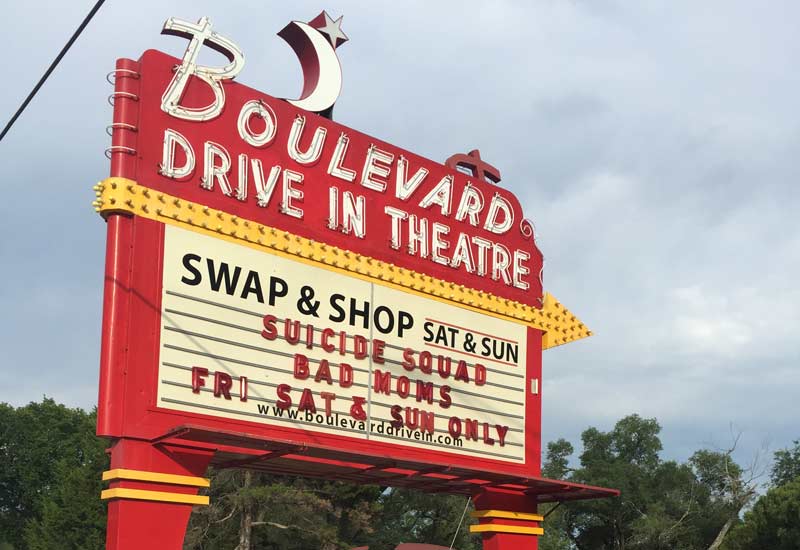 BOULEVARD
DRIVE IN THEATRE
SWAP & SHOP SAT & SUN
SUICIDE SQUAD
BAD MOMS
FRI SAT & SUN ONLY
www.boulevarddrivein.com